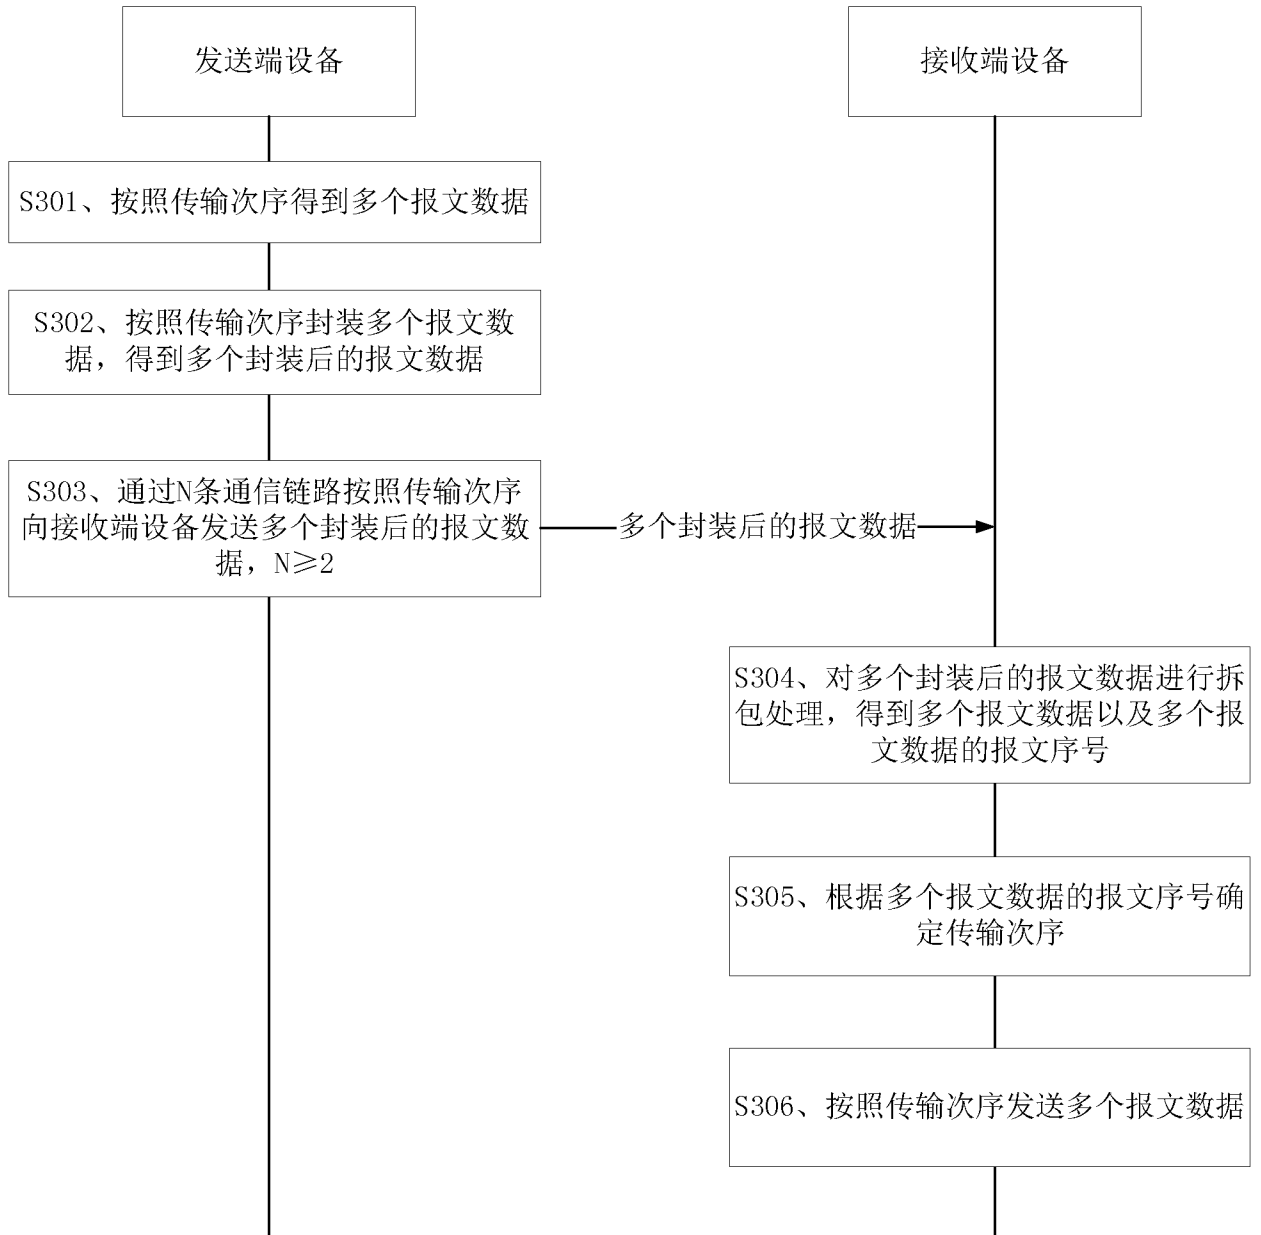 发送端设备
接收端设备
S301、按照传输次序得到多个报文数据
S302、按照传输次序封装多个报文数
据，得到多个封装后的报文数据
S303、通过N条通信链路按照传输次序
向接收端设备发送多个封装后的报文数
据，N≥2
多个封装后的报文数据
S304、对多个封装后的报文数据进行拆
包处理，得到多个报文数据以及多个报
文数据的报文序号
S305、根据多个报文数据的报文序号确
定传输次序
S306、按照传输次序发送多个报文数据